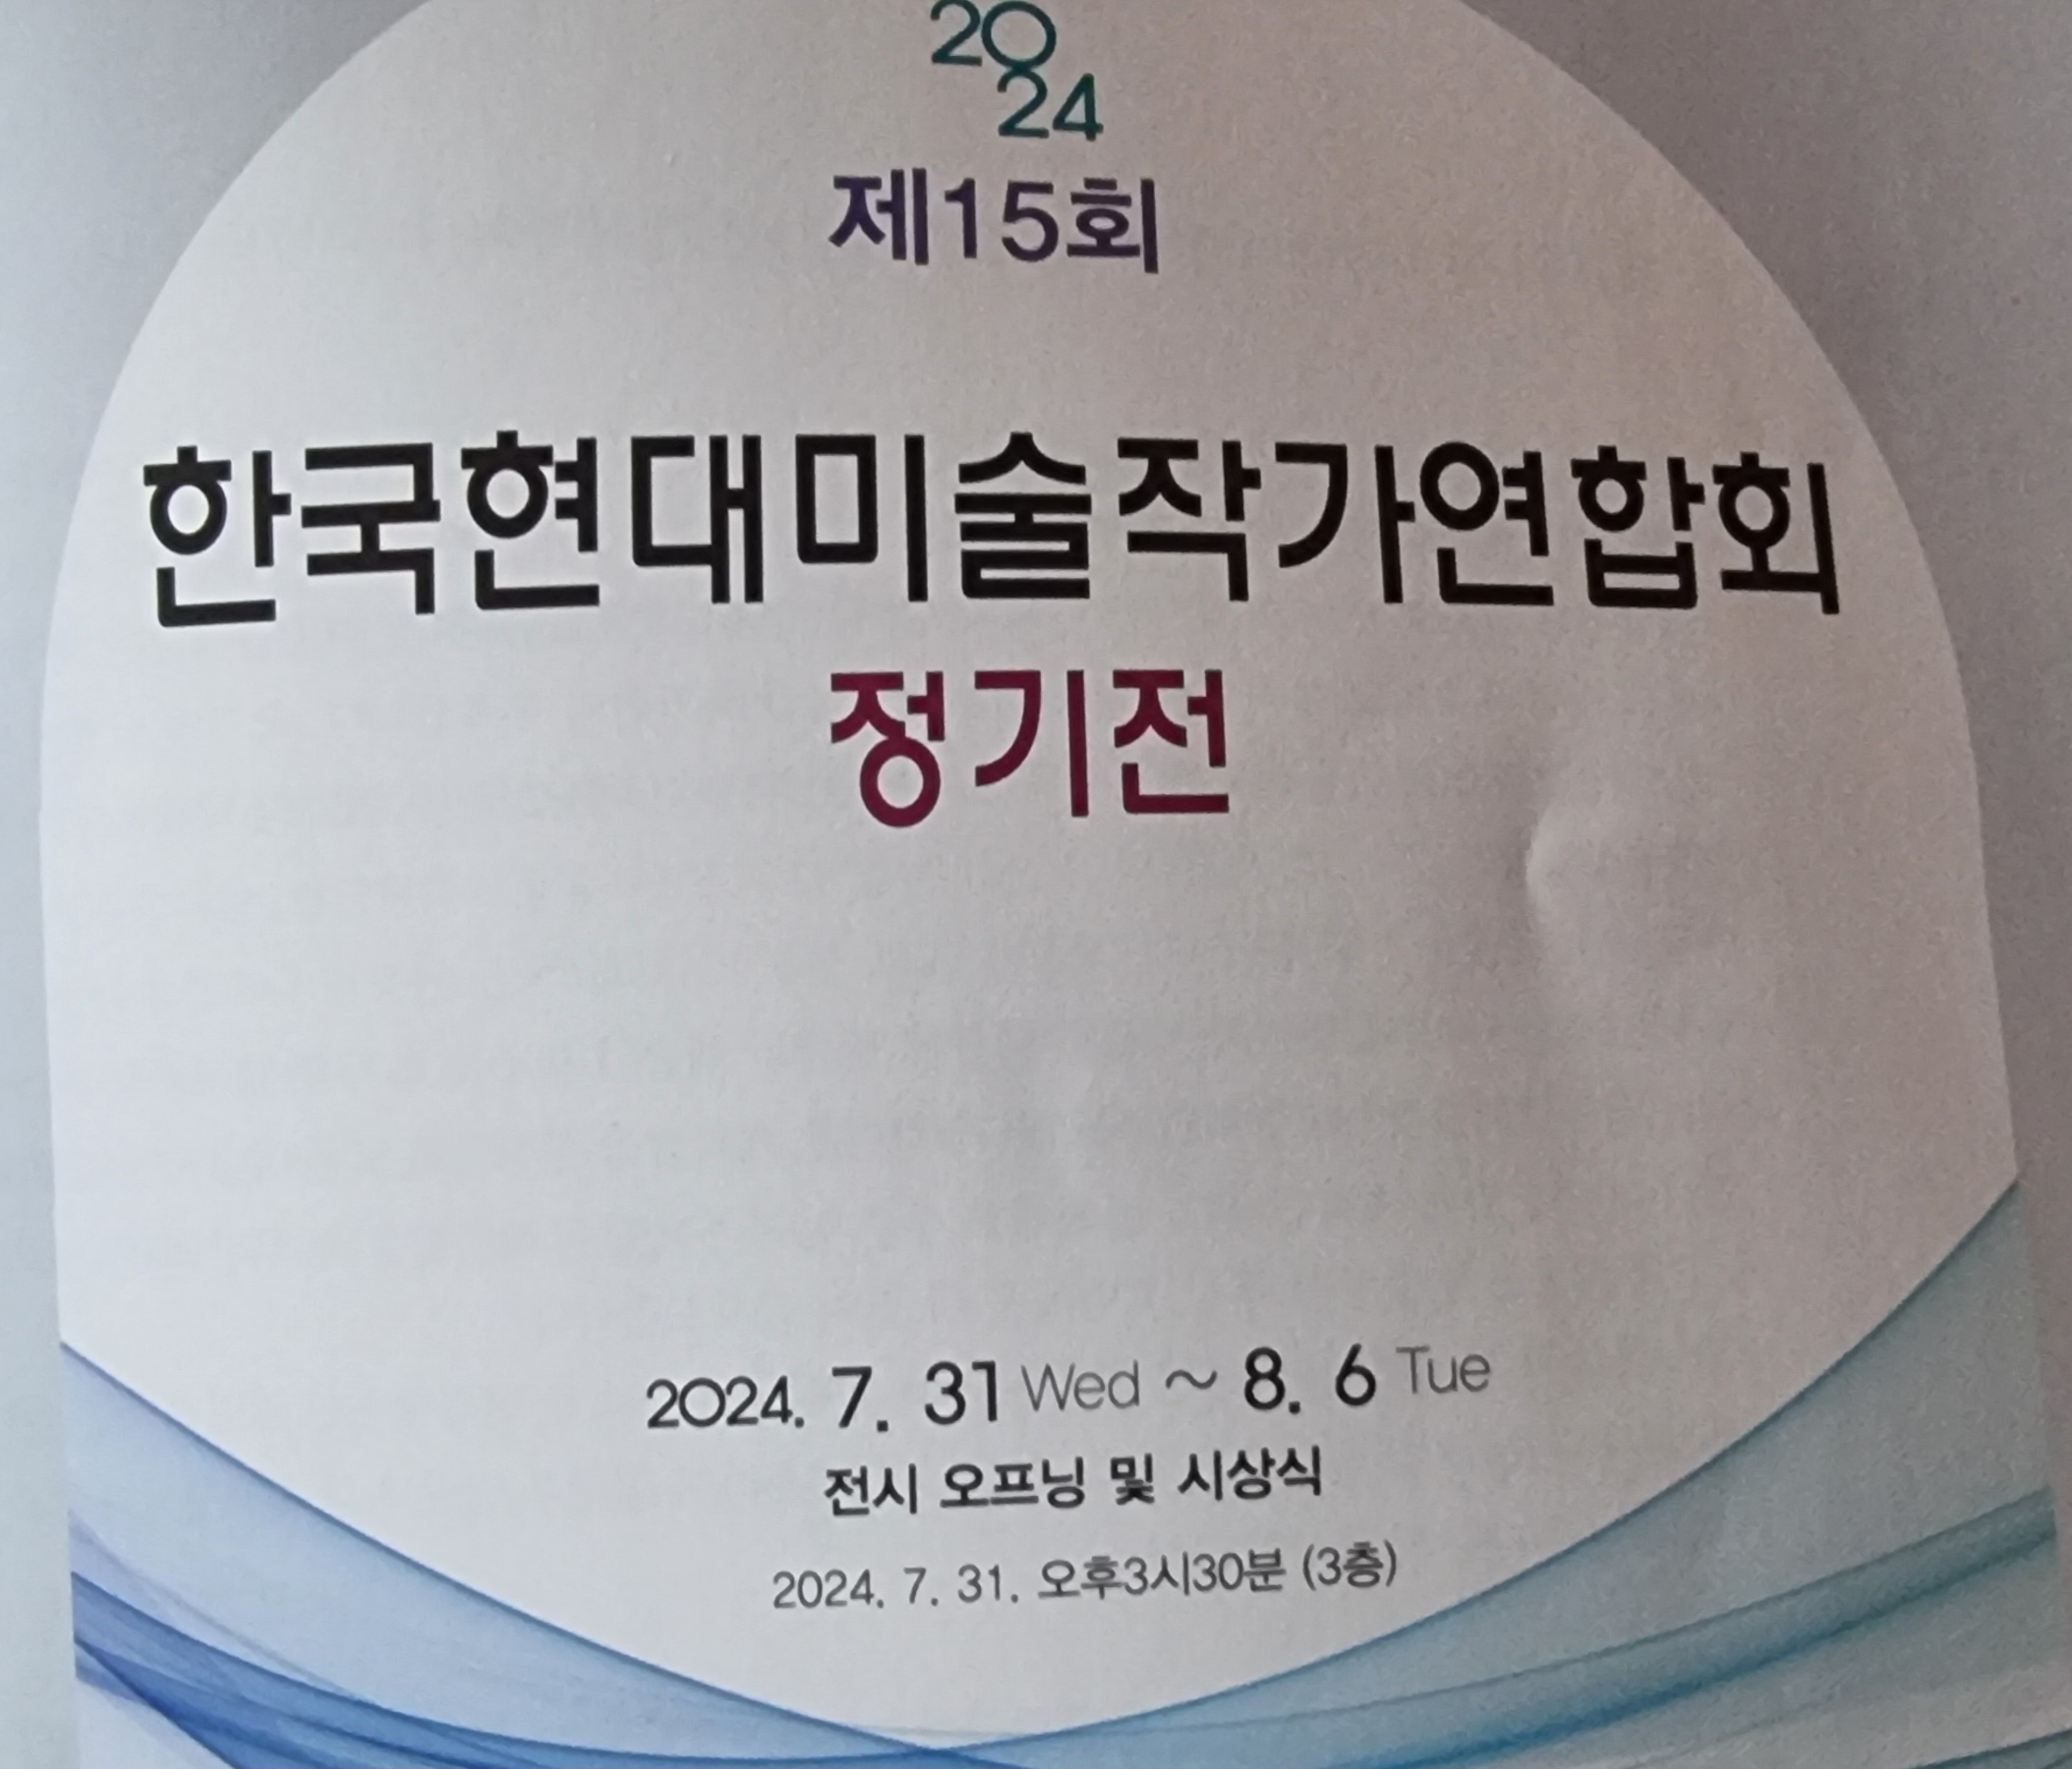 20
24
제15회
한국현대미술작가연합회
정기전
2024. 7. 31 Wed ~ 8. 6 Tue
전시 오프닝 및 시상식
2024. 7. 31. 오후3시30분 (3층)